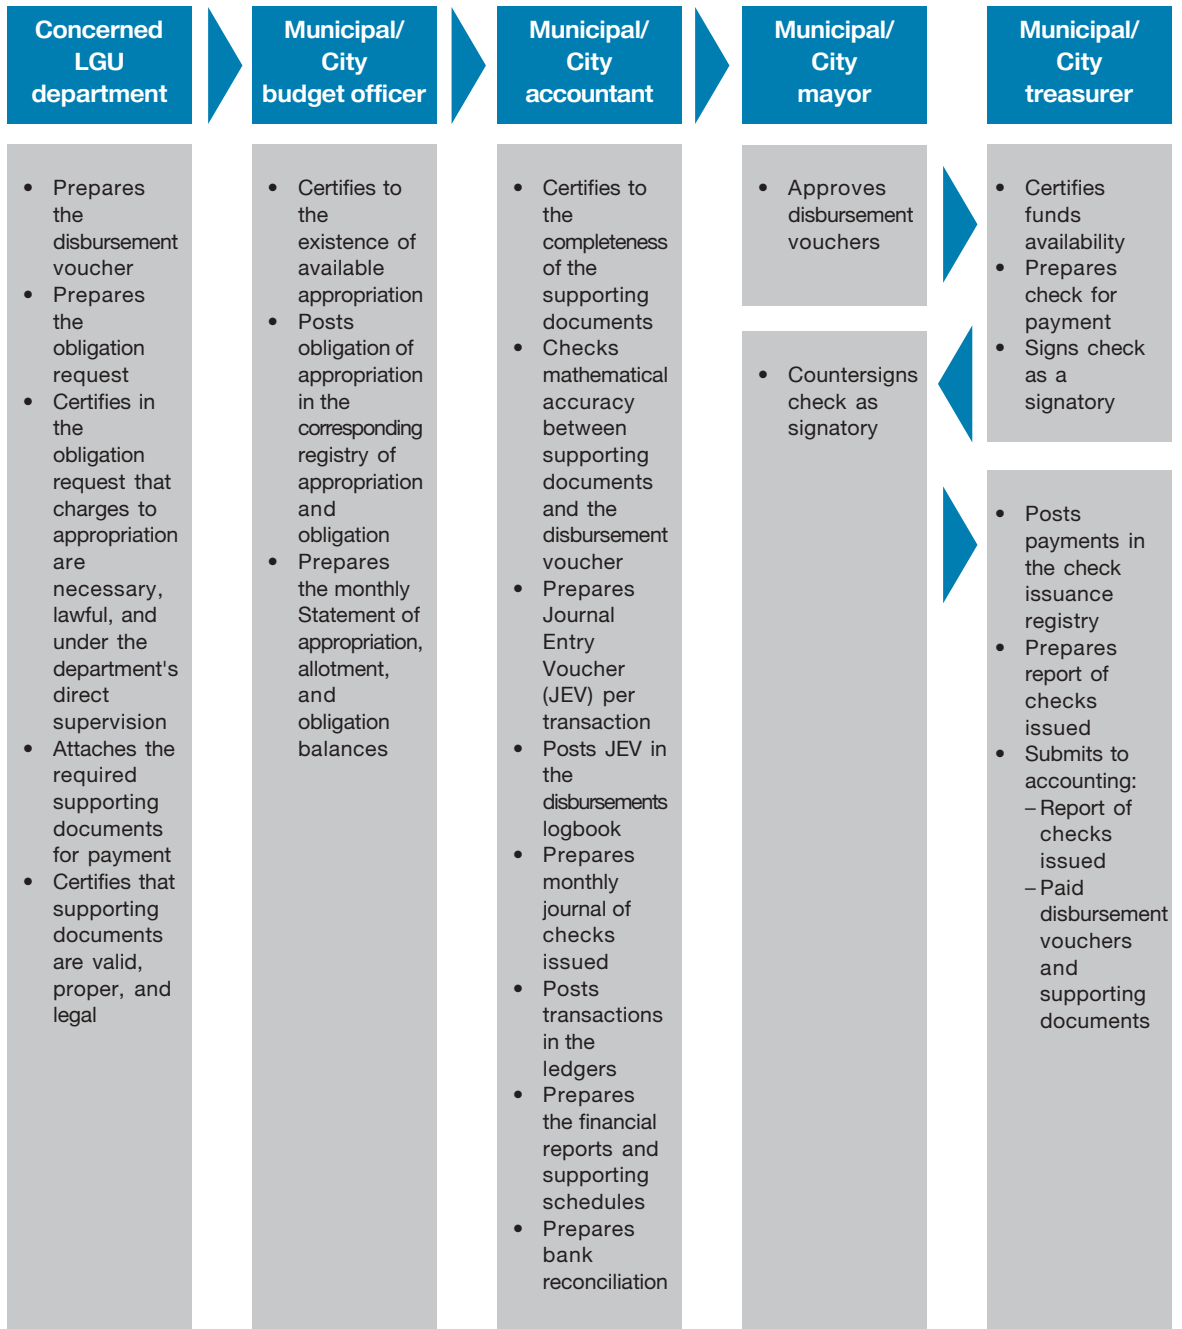 Concerned
LGU
department
Municipal/
City
budget officer
Municipal/
City
accountant
Municipal/
City
mayor
Municipal/
City
treasurer
• Prepares
the
disbursement
voucher
• Prepares
the
obligation
request
• Certifies in
the
obligation
request that
charges to
appropriation
are
necessary,
lawful, and
under the
department's
direct
supervision
• Attaches the
required
supporting
documents
for payment
• Certifies that
supporting
documents
are valid,
proper, and
legal
• Certifies to
the
existence of
available
appropriation
• Posts
obligation of
appropriation
in the
corresponding
registry of
appropriation
and
obligation
• Prepares
the monthly
Statement of
appropriation,
allotment,
and
obligation
balances
• Certifies to
the
completeness
of the
supporting
documents
• Checks
mathematical
accuracy
between
supporting
documents
and the
disbursement
voucher
• Prepares
Journal
Entry
Voucher
(JEV) per
transaction
• Posts JEV in
the
disbursements
logbook
• Prepares
monthly
journal of
checks
issued
• Posts
transactions
in the
ledgers
• Prepares
the financial
reports and
supporting
schedules
• Prepares
bank
reconciliation
• Approves
disbursement
vouchers
• Countersigns
check as
signatory
• Certifies
funds
availability
• Prepares
check for
payment
• Signs check
as a
signatory
• Posts
payments in
the check
issuance
registry
• Prepares
report of
checks
issued
• Submits to
accounting:
– Report of
checks
issued
– Paid
disbursement
vouchers
and
supporting
documents